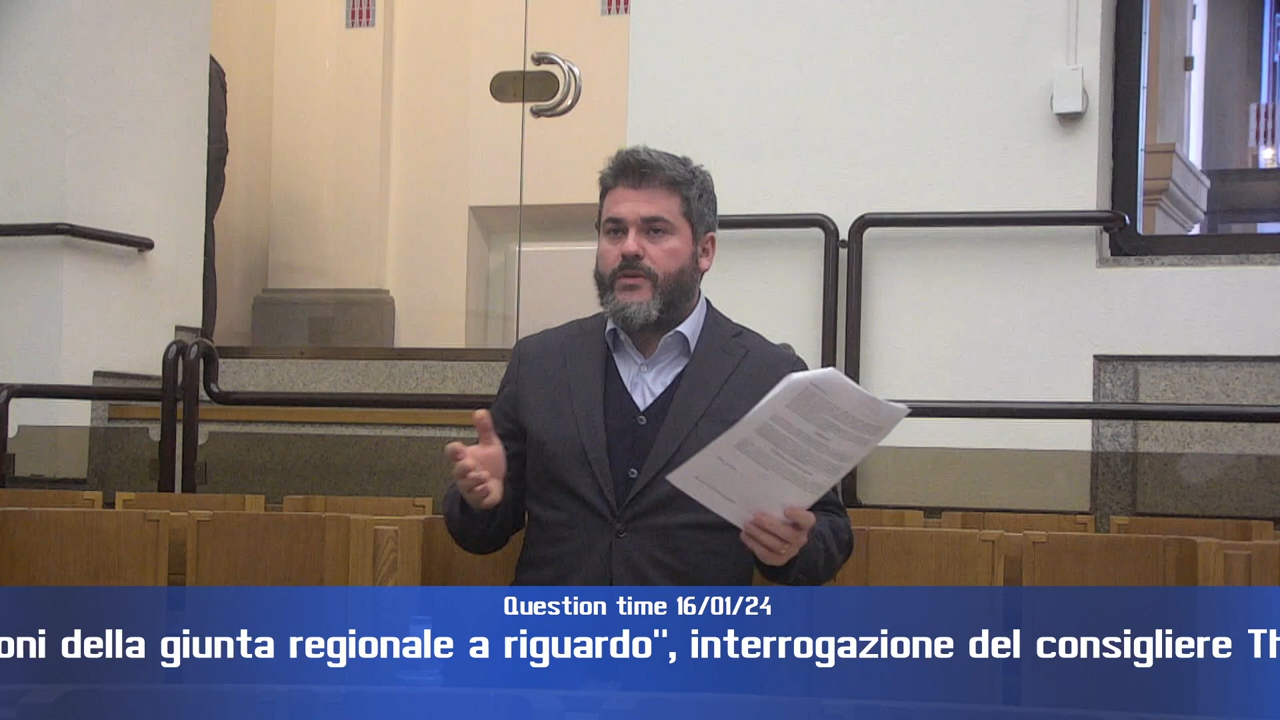 Question time 16/01/24
oni della giunta regionale a riguardo", interrogazione del consigliere Th